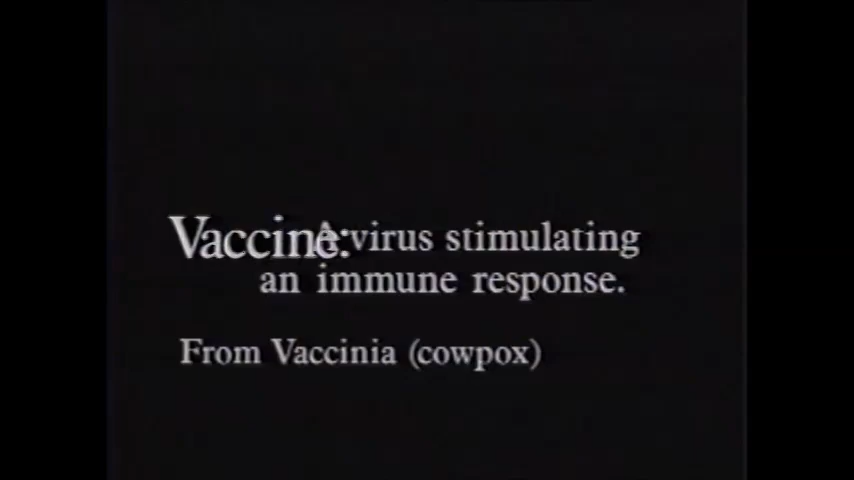 Vaccine: A virus stimulating
an immune response.
From Vaccinia (cowpox)